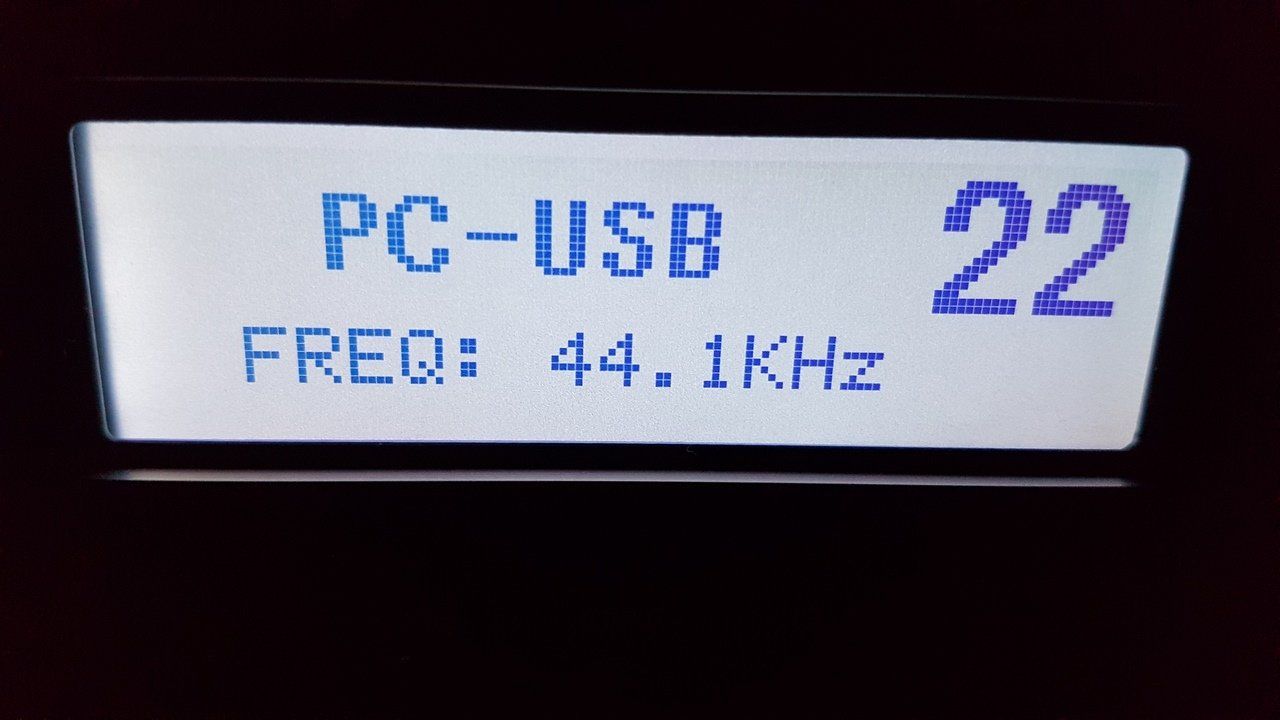 PC-USB 22
FREQ: 44.1KHz